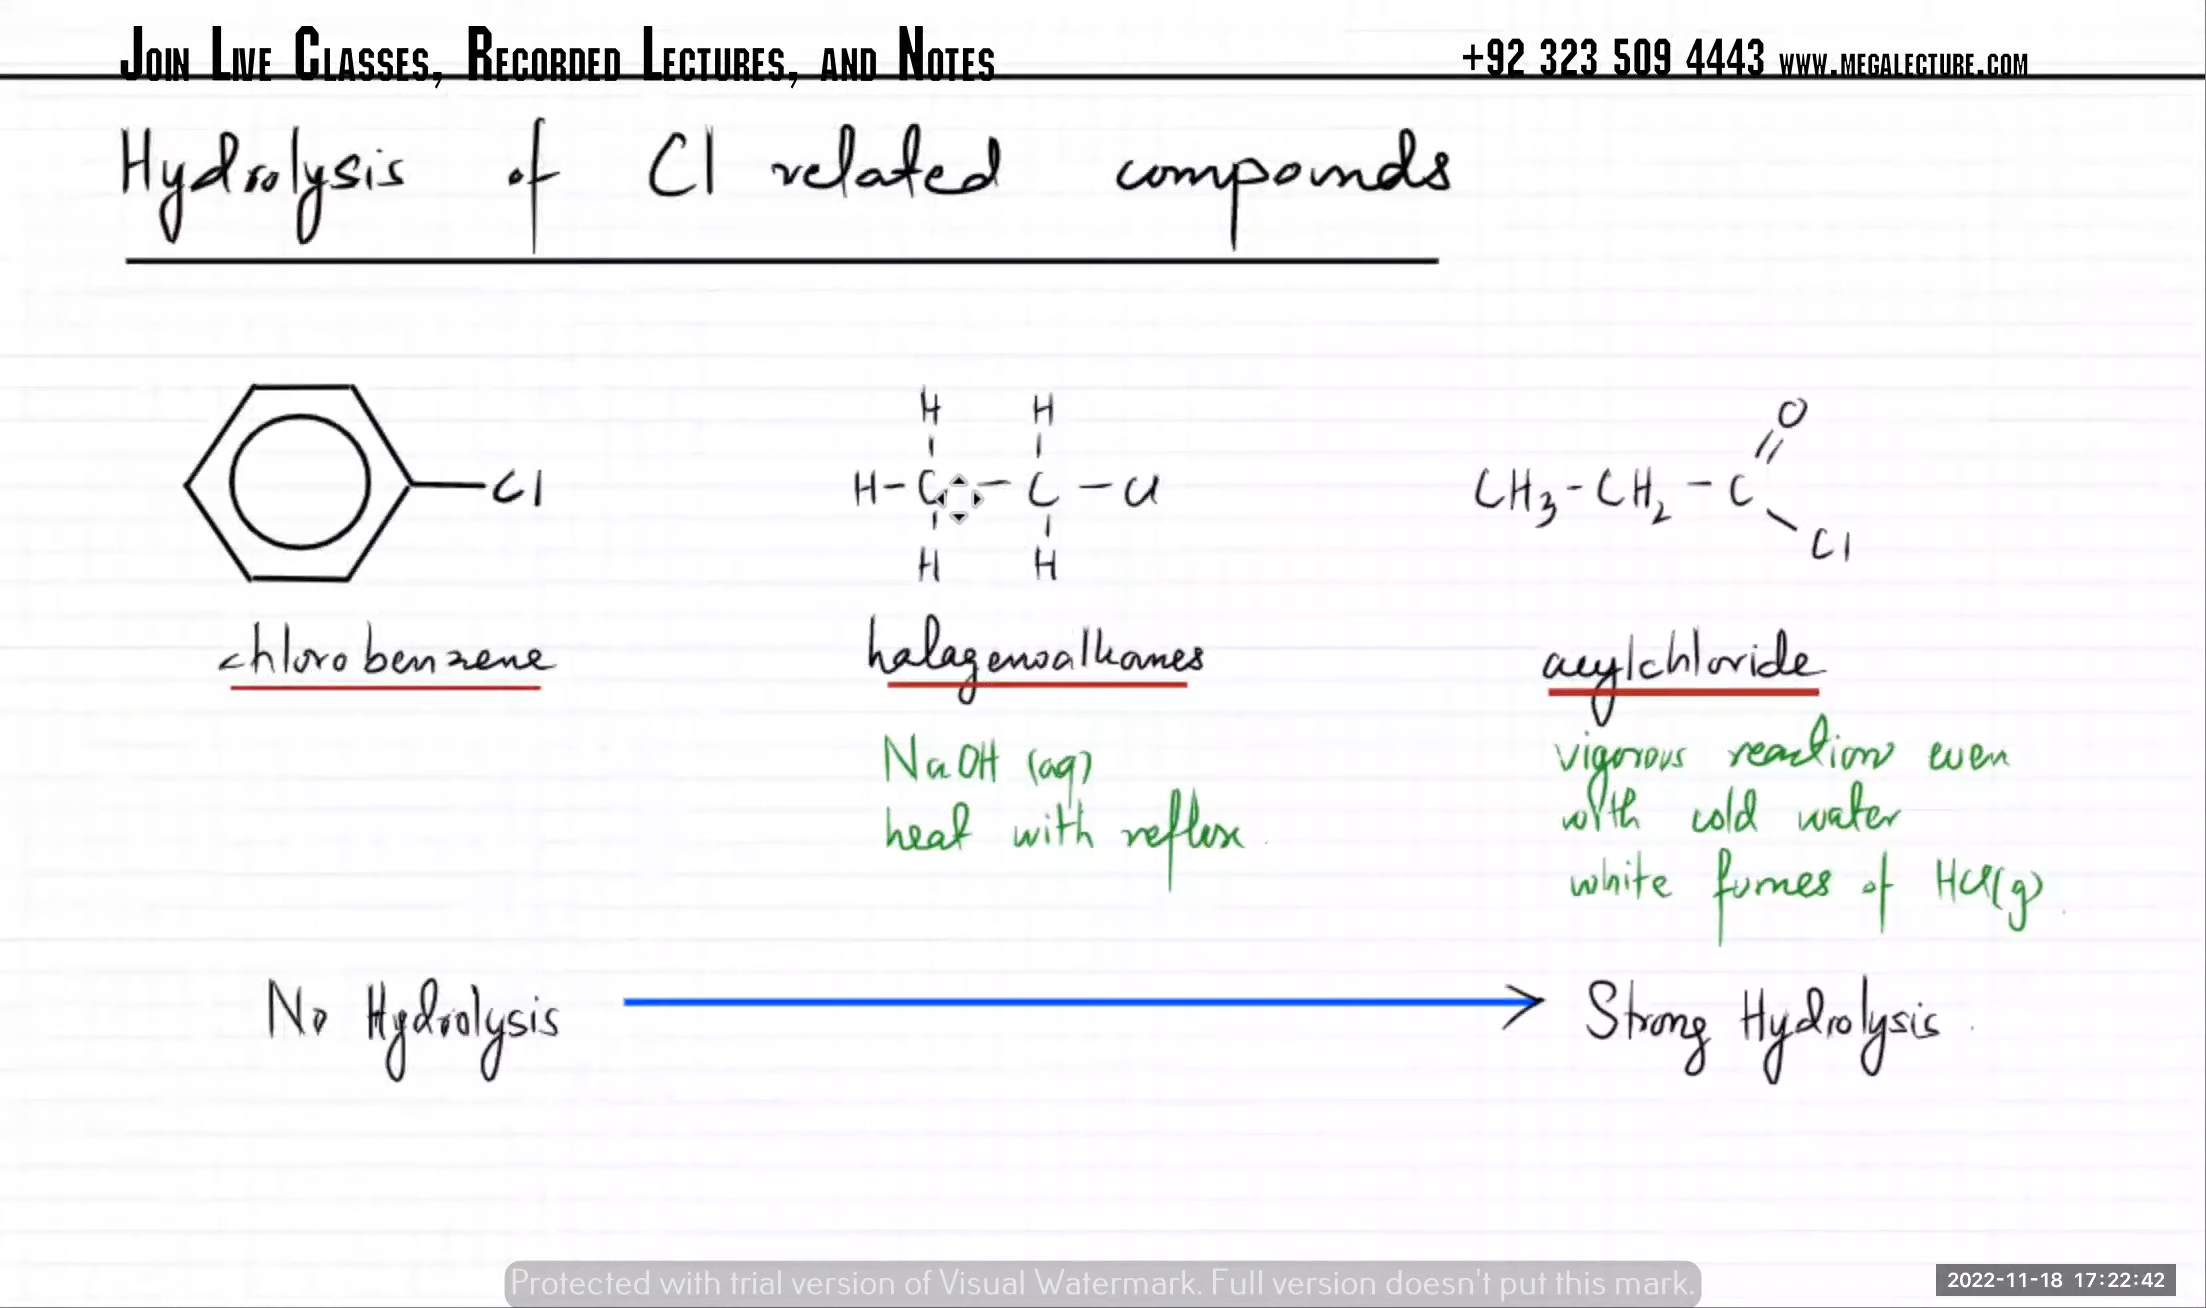 JOIN LIVE CLASSES, RECORDED LECTURES, AND NOTES
+92 323 509 4443 WWW.MEGALECTURE.COM
Hydrolysis of Cl related compounds
Cl
H H
H-C-C-Cl
H H
O
CH3-CH2-C
Cl
chlorobenzene
halagenoalkanes
acylchloride
NaOH (aq)
heat with reflux
vigorous reaction even
with cold water
white fumes of HCl(g)
No Hydrolysis
Strong Hydrolysis
Protected with trial version of Visual Watermark. Full version doesn't put this mark.
2022-11-18 17:22:42